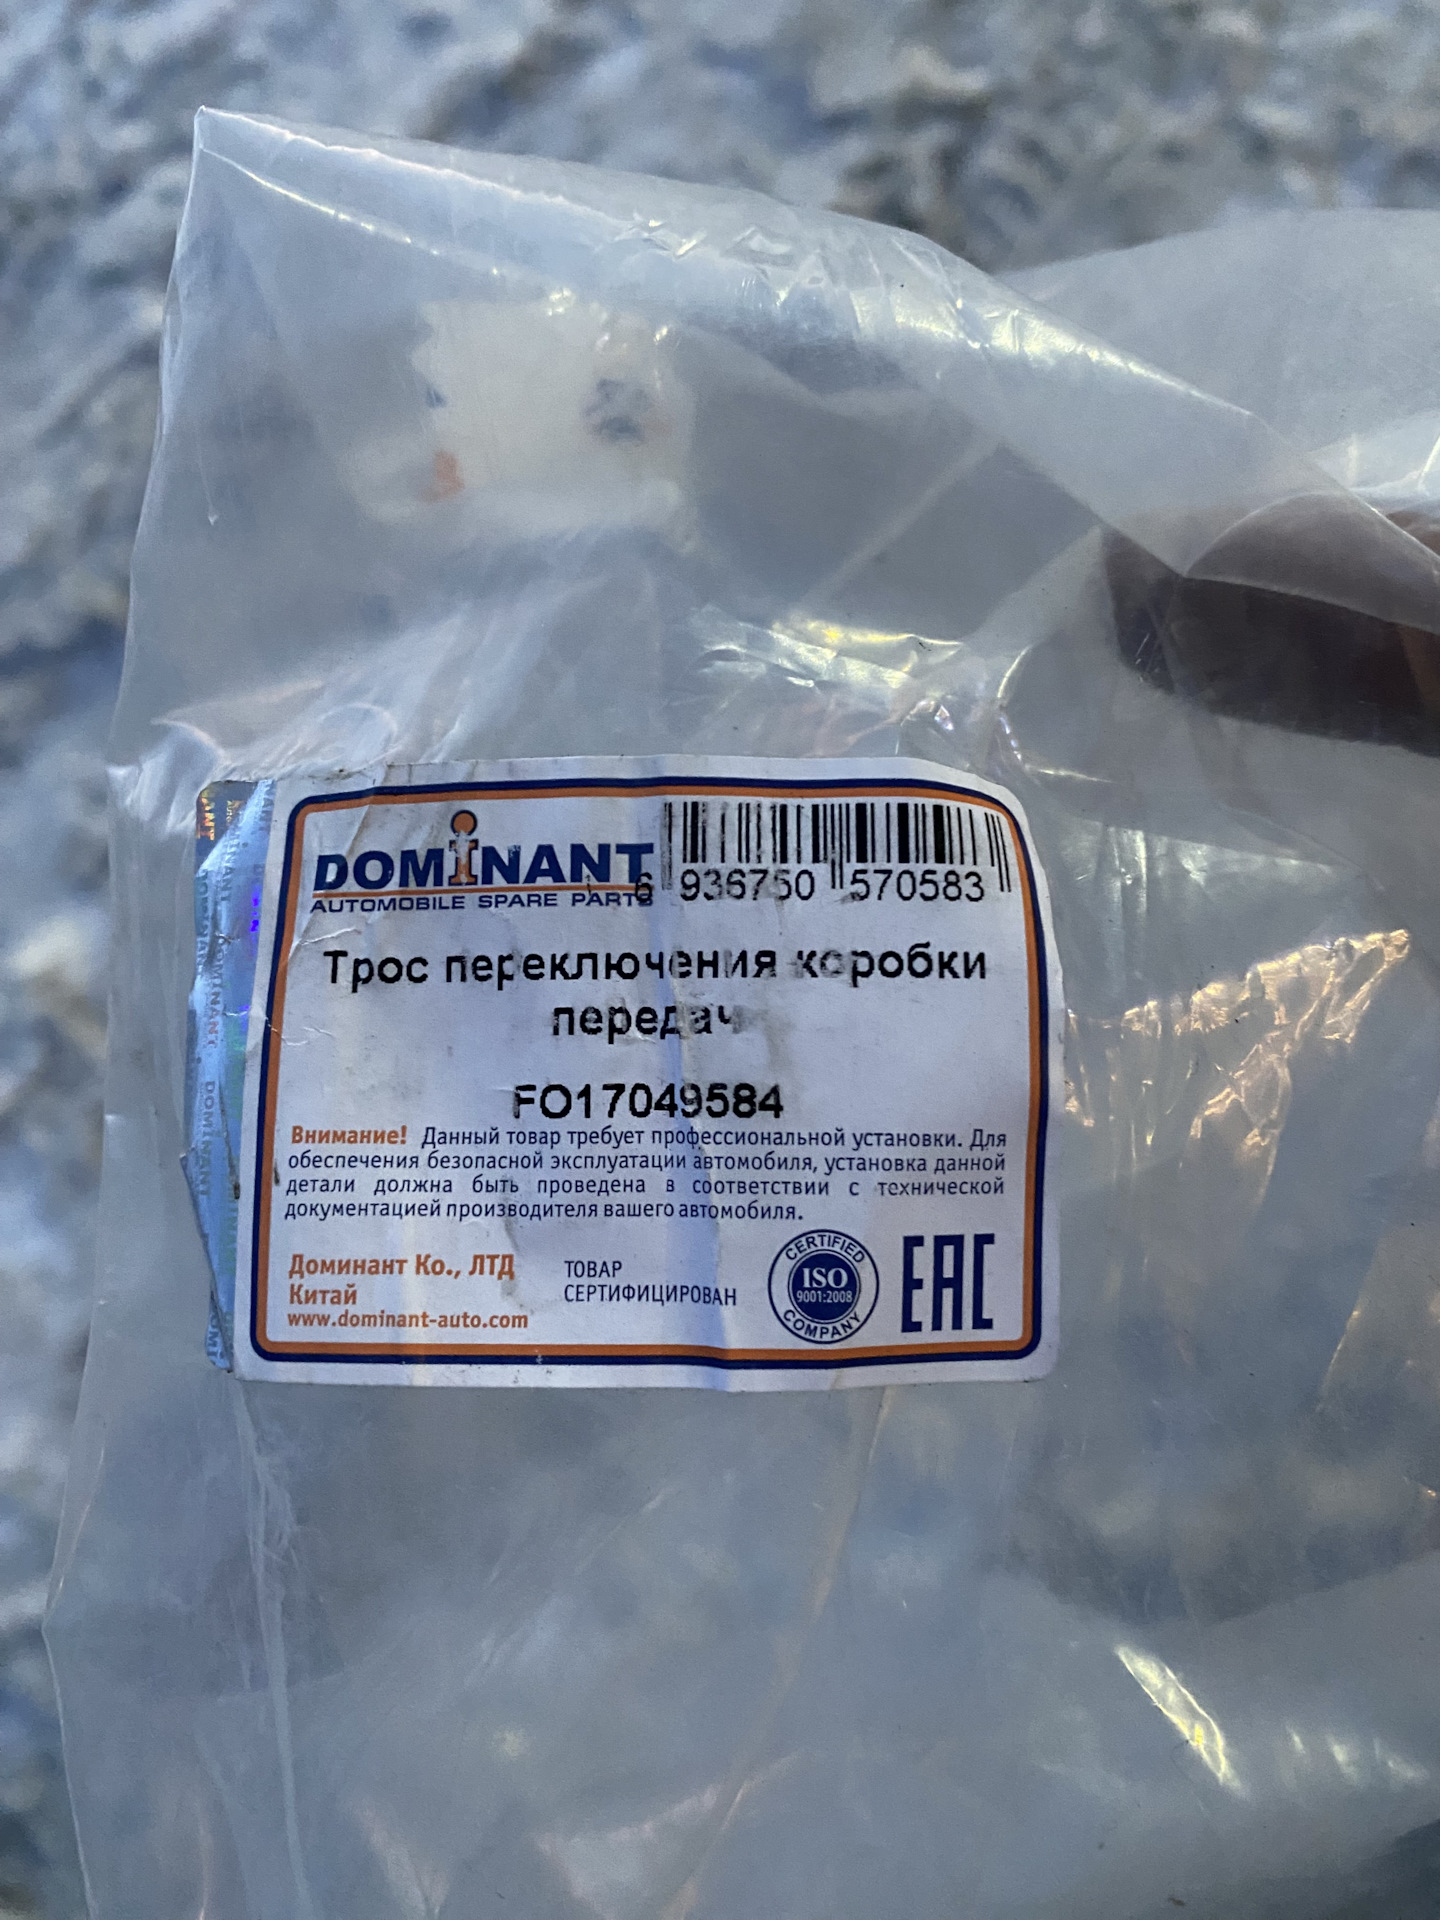 DOMINANT
AUTOMOBILE SPARE PARTS
6 936750 570583
Трос переключения коробки
передач
FO17049584
Внимание! Данный товар требует профессиональной установки. Для
обеспечения безопасной эксплуатации автомобиля, установка данной
детали должна быть проведена в соответствии с технической
документацией производителя вашего автомобиля.
Доминант Ко., ЛТД
Китай
www.dominant-auto.com
ТОВАР
СЕРТИФИЦИРОВАН
CERTIFIED
ISO
9001:2008
COMPANY
EAC
DOMINANT